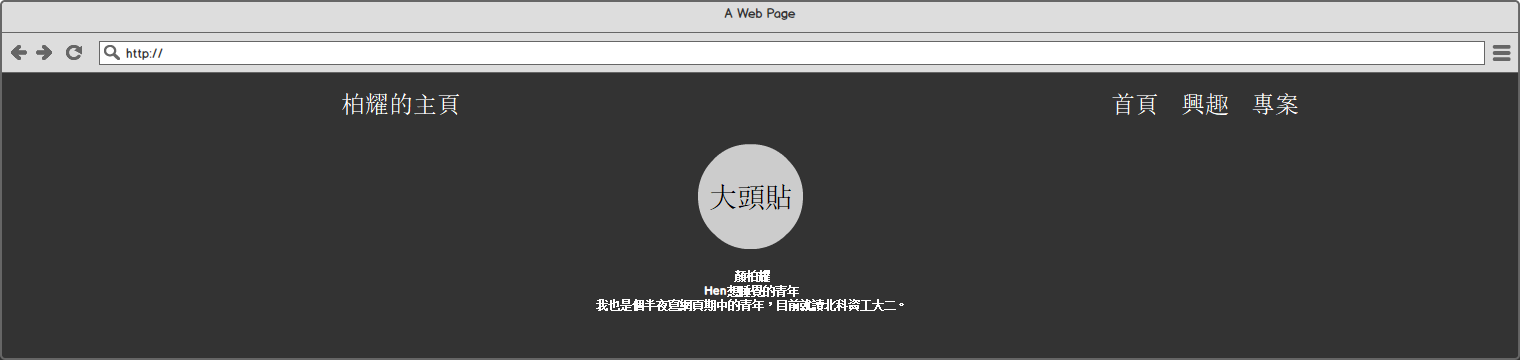 A Web Page
http://
柏耀的主頁
首頁 興趣 專案
大頭貼
顏柏耀
Hen想睡覺的青年
我也是個半夜寫網頁期中的青年，目前就讀北科資工大二。